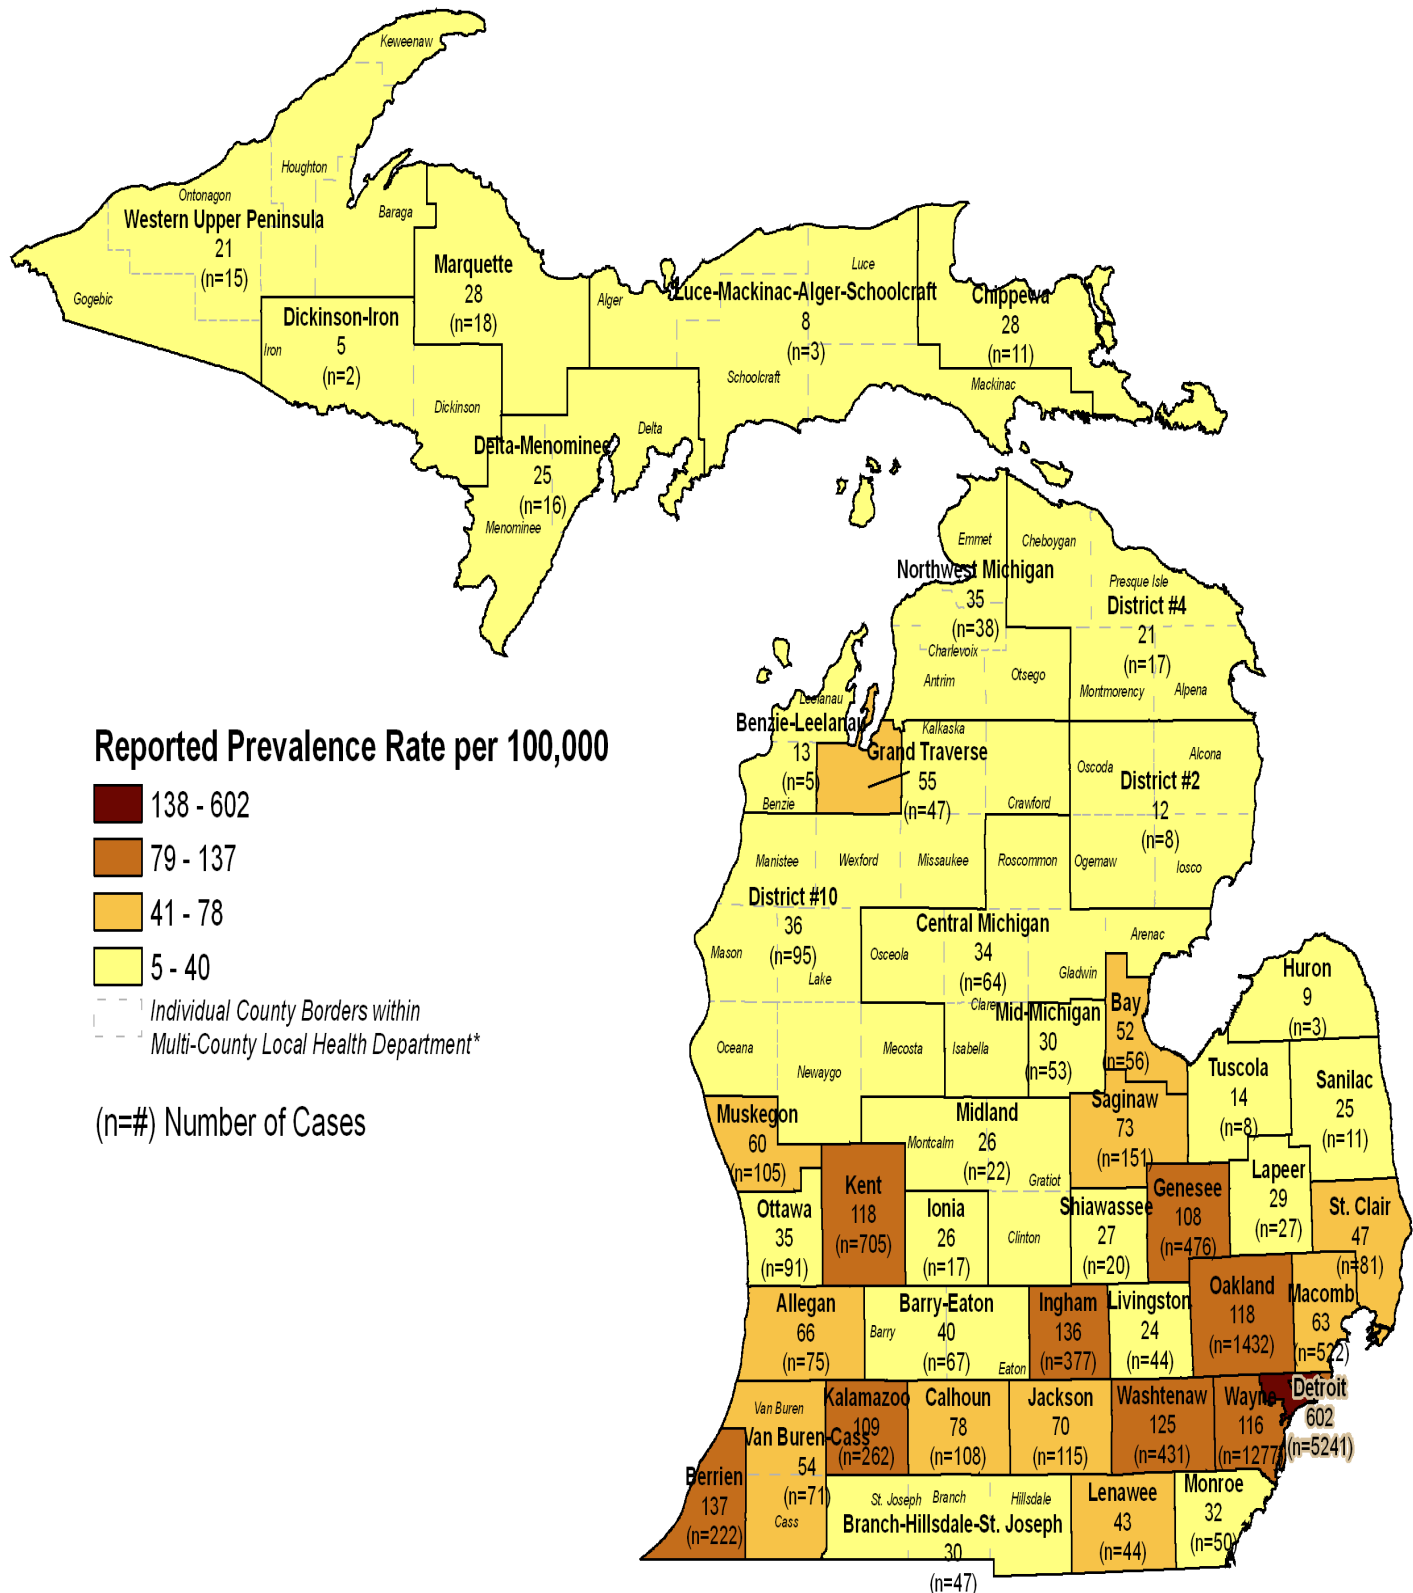 Keweenaw
Houghton
Ontonagon
Baraga
Western Upper Peninsula
21
(n=15)
Gogebic
Marquette
28
(n=18)
Dickinson-Iron
5
(n=2)
Iron
Dickinson
Alger
Luce
Luce-Mackinac-Alger-Schoolcraft
8
(n=3)
Schoolcraft
Chippewa
28
(n=11)
Mackinac
Delta-Menominee
25
(n=16)
Delta
Menominee
Emmet
Cheboygan
Presque Isle
Northwest Michigan
35
(n=38)
Charlevoix
Antrim
Otsego
District #4
21
(n=17)
Montmorency
Alpena
Leelanau
Benzie-Leelanau
13
(n=5)
Benzie
Kalkaska
Grand Traverse
55
(n=47)
Crawford
Oscoda
Alcona
District #2
12
(n=8)
Ogemaw
Iosco
Reported Prevalence Rate per 100,000
138 - 602
79 - 137
41 - 78
5 - 40
Individual County Borders within
Multi-County Local Health Department*
(n=#) Number of Cases
Manistee
Wexford
Missaukee
Roscommon
District #10
36
(n=95)
Mason
Lake
Oceana
Newaygo
Mecosta
Osceola
Central Michigan
34
(n=64)
Arenac
Gladwin
Clare
Isabella
Mid-Michigan
30
(n=53)
Bay
52
(n=56)
Huron
9
(n=3)
Tuscola
14
(n=8)
Sanilac
25
(n=11)
Muskegon
60
(n=105)
Midland
26
(n=22)
Montcalm
Gratiot
Saginaw
73
(n=151)
Kent
118
(n=705)
Ottawa
35
(n=91)
Ionia
26
(n=17)
Clinton
Shiawassee
27
(n=20)
Genesee
108
(n=476)
Lapeer
29
(n=27)
St. Clair
47
(n=81)
Allegan
66
(n=75)
Barry-Eaton
40
(n=67)
Barry
Eaton
Ingham
136
(n=377)
Livingston
24
(n=44)
Oakland
118
(n=1432)
Macomb
63
(n=522)
Van Buren
Van Buren-Cass
54
(n=71)
Cass
Kalamazoo
109
(n=262)
Calhoun
78
(n=108)
Jackson
70
(n=115)
Washtenaw
125
(n=431)
Wayne
116
(n=1277)
Detroit
602
(n=5241)
Berrien
137
(n=222)
St. Joseph
Branch
Hillsdale
Branch-Hillsdale-St. Joseph
30
(n=47)
Lenawee
43
(n=44)
Monroe
32
(n=50)